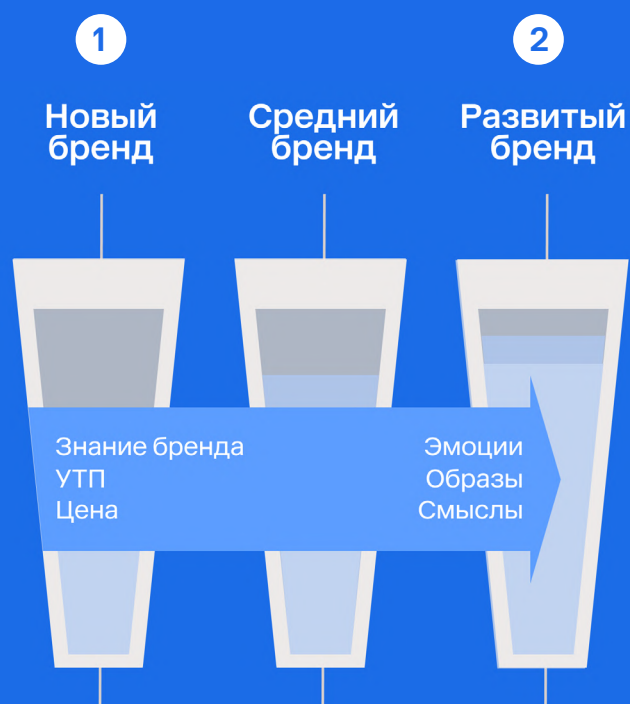 1
2
Новый
бренд
Средний
бренд
Развитый
бренд
Знание бренда
УТП
Цена
Эмоции
Образы
Смыслы